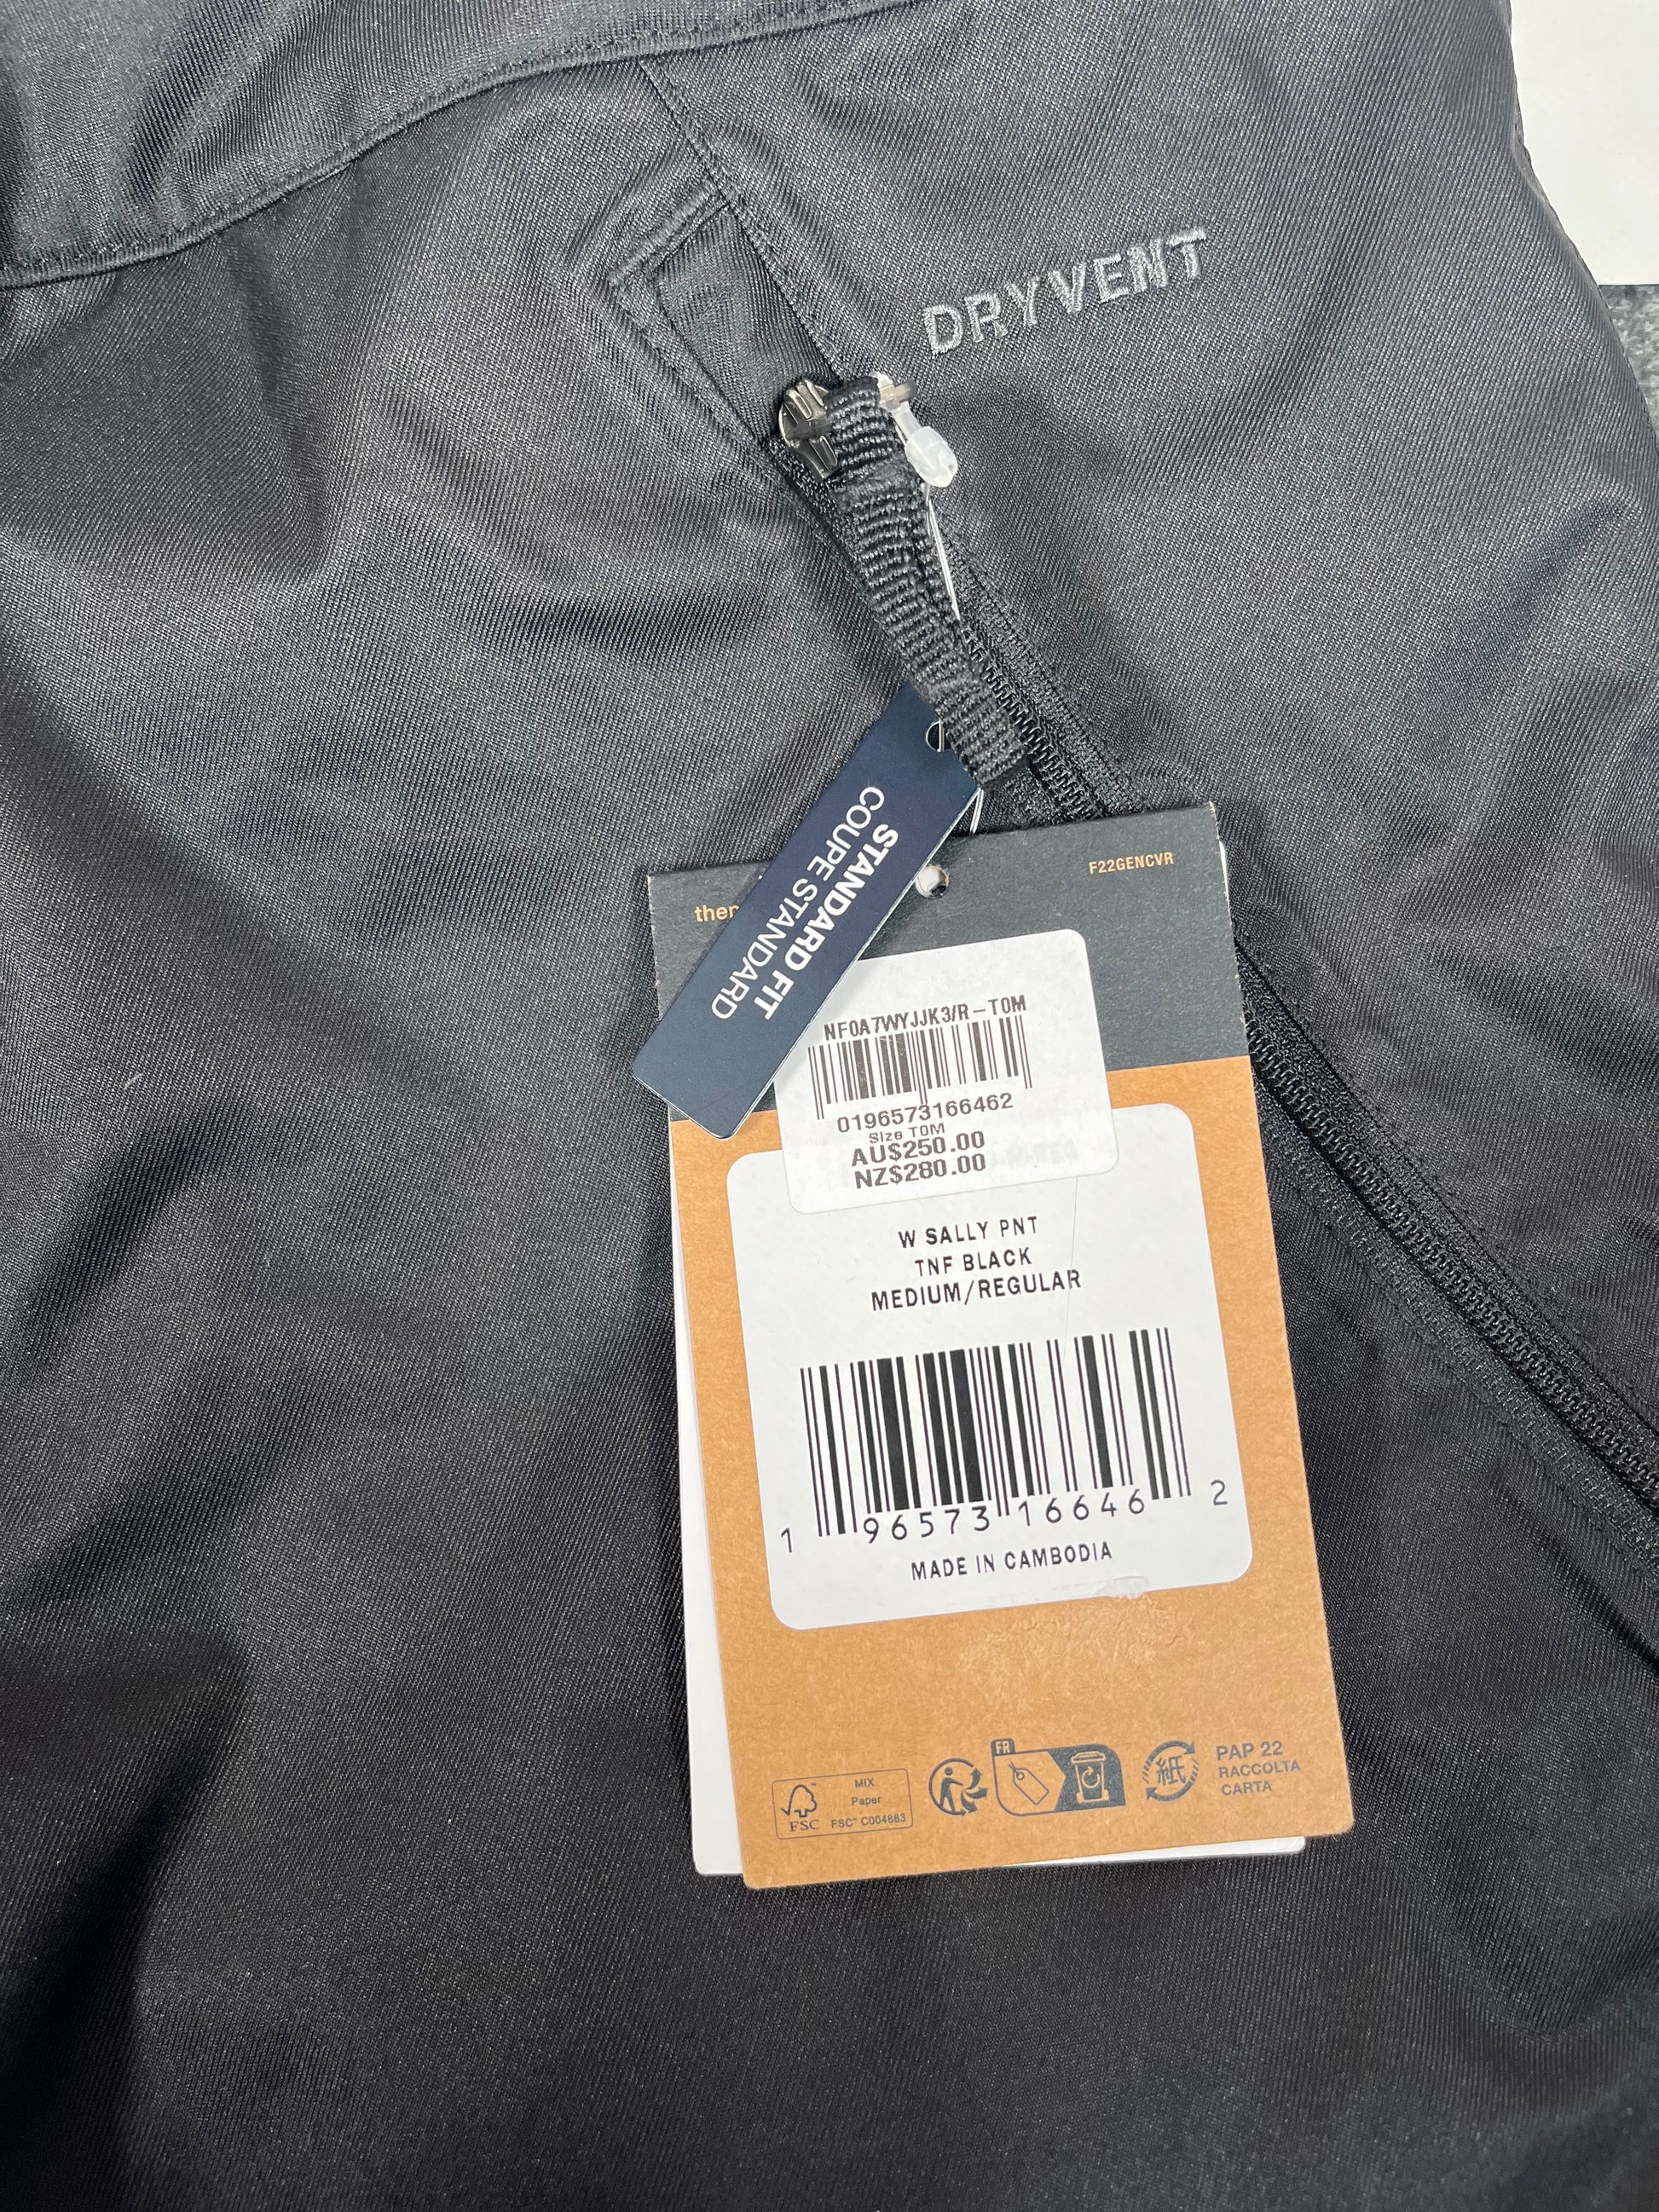 DRYVENT
STANDARD FIT
COUPE STANDARD
F22GENCVR
NF0A7WYJJK3/R-T0M
0196573166462
Size T0M
AU$250.00
NZ$280.00
W SALLY PNT
TNF BLACK
MEDIUM/REGULAR
1 96573 16646 2
MADE IN CAMBODIA
FSC
MIX
Paper
FSC™ C004883
FR
紙
PAP 22
RACCOLTA
CARTA